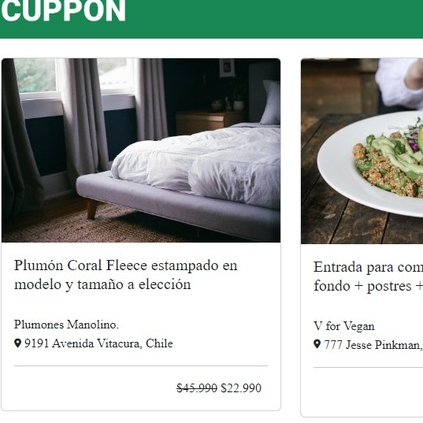 CUPPON
Plumón Coral Fleece estampado en
modelo y tamaño a elección
Plumones Manolino.
9191 Avenida Vitacura, Chile
$45.990 $22.990
Entrada para com
fondo + postres +
V for Vegan
777 Jesse Pinkman,